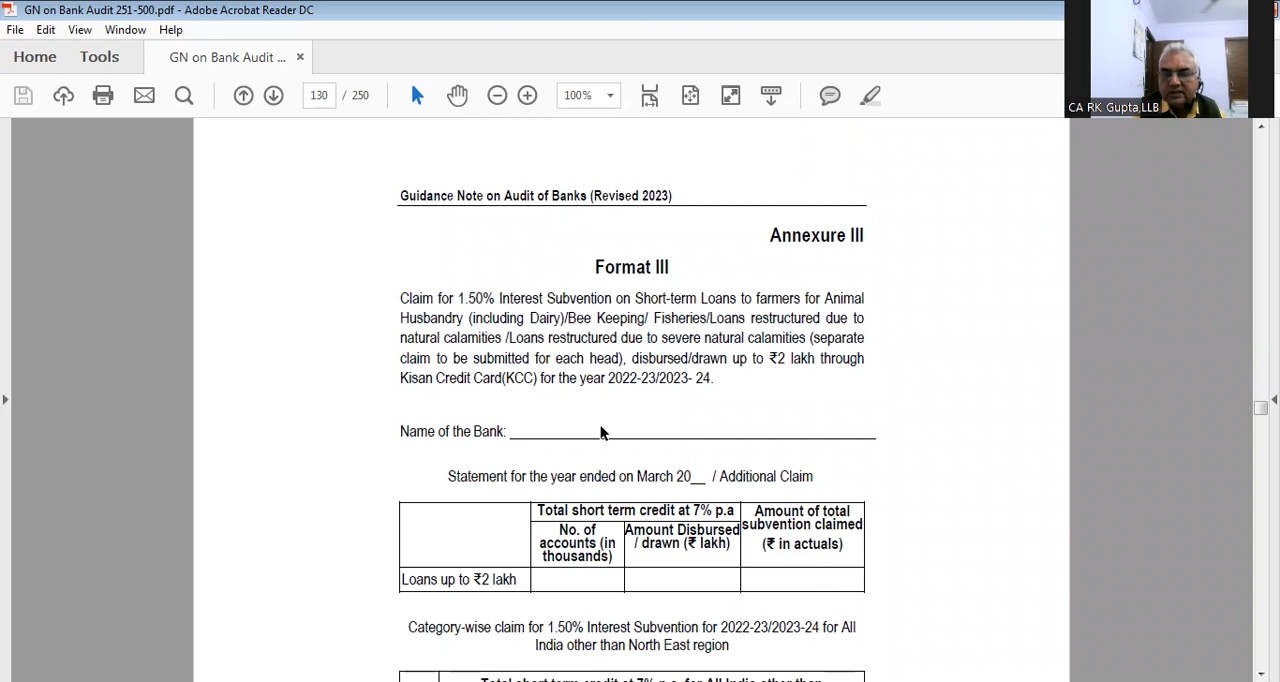 GN on Bank Audit 251-500.pdf - Adobe Acrobat Reader DC
File Edit View Window Help
Home Tools GN on Bank Audit ... ×
130 / 250 100%
CA RK Gupta,LLB
Guidance Note on Audit of Banks (Revised 2023)
Annexure III
Format III
Claim for 1.50% Interest Subvention on Short-term Loans to farmers for Animal
Husbandry (including Dairy)/Bee Keeping/ Fisheries/Loans restructured due to
natural calamities /Loans restructured due to severe natural calamities (separate
claim to be submitted for each head), disbursed/drawn up to ₹2 lakh through
Kisan Credit Card(KCC) for the year 2022-23/2023- 24.
Name of the Bank:
Statement for the year ended on March 20__ / Additional Claim
Total short term credit at 7% p.a
Amount of total
subvention claimed
(₹ in actuals)
No. of
accounts (in
thousands)
Amount Disbursed
/ drawn (₹ lakh)
Loans up to ₹2 lakh
Category-wise claim for 1.50% Interest Subvention for 2022-23/2023-24 for All
India other than North East region
Total short term credit at 7% p.a. for All India other than